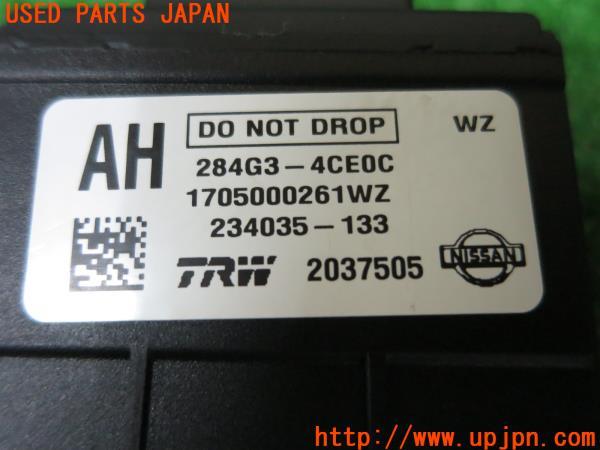 USED PARTS JAPAN
AH
DO NOT DROP
WZ
284G3-4CE0C
1705000261WZ
234035-133
TRW 2037505
NISSAN
UPJ http://www.upjpn.com